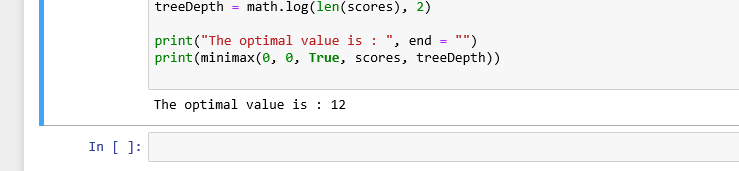 treeDepth = math.log(len(scores), 2)
print("The optimal value is : ", end = "")
print(minimax(0, 0, True, scores, treeDepth))
The optimal value is : 12
In [ ]: